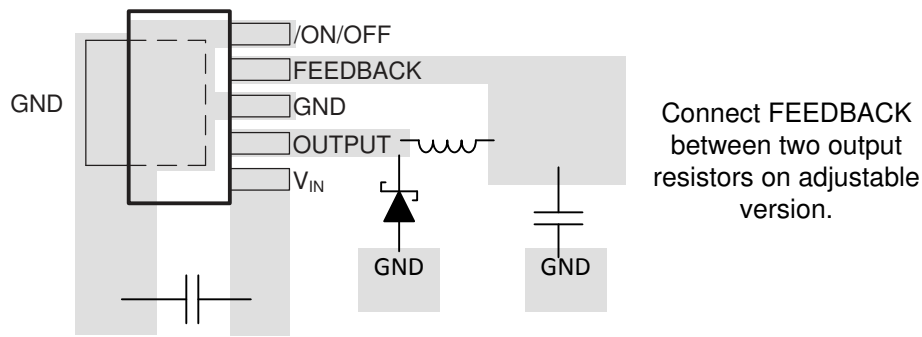 /ON/OFF
FEEDBACK
GND
GND
OUTPUT
VIN
GND
GND
Connect FEEDBACK
between two output
resistors on adjustable
version.